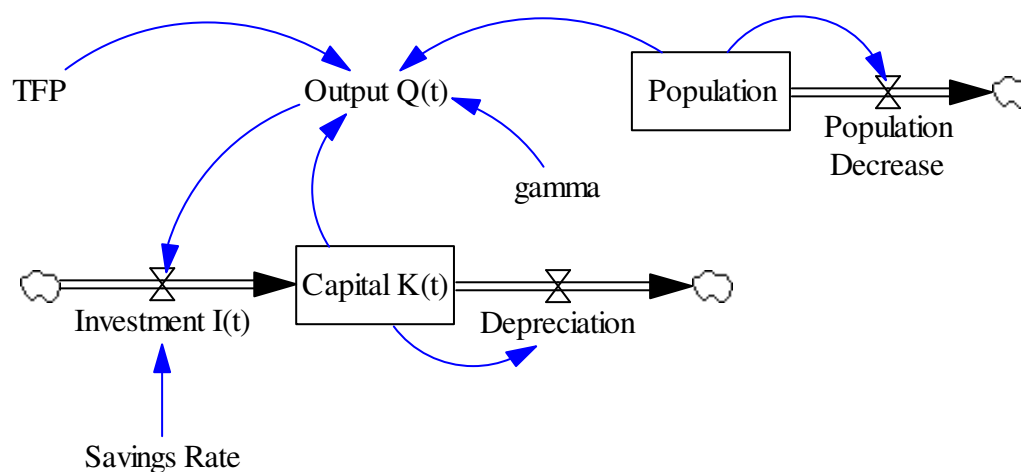 TFP
Output Q(t)
Population
Population
Decrease
gamma
Capital K(t)
Investment I(t)
Depreciation
Savings Rate